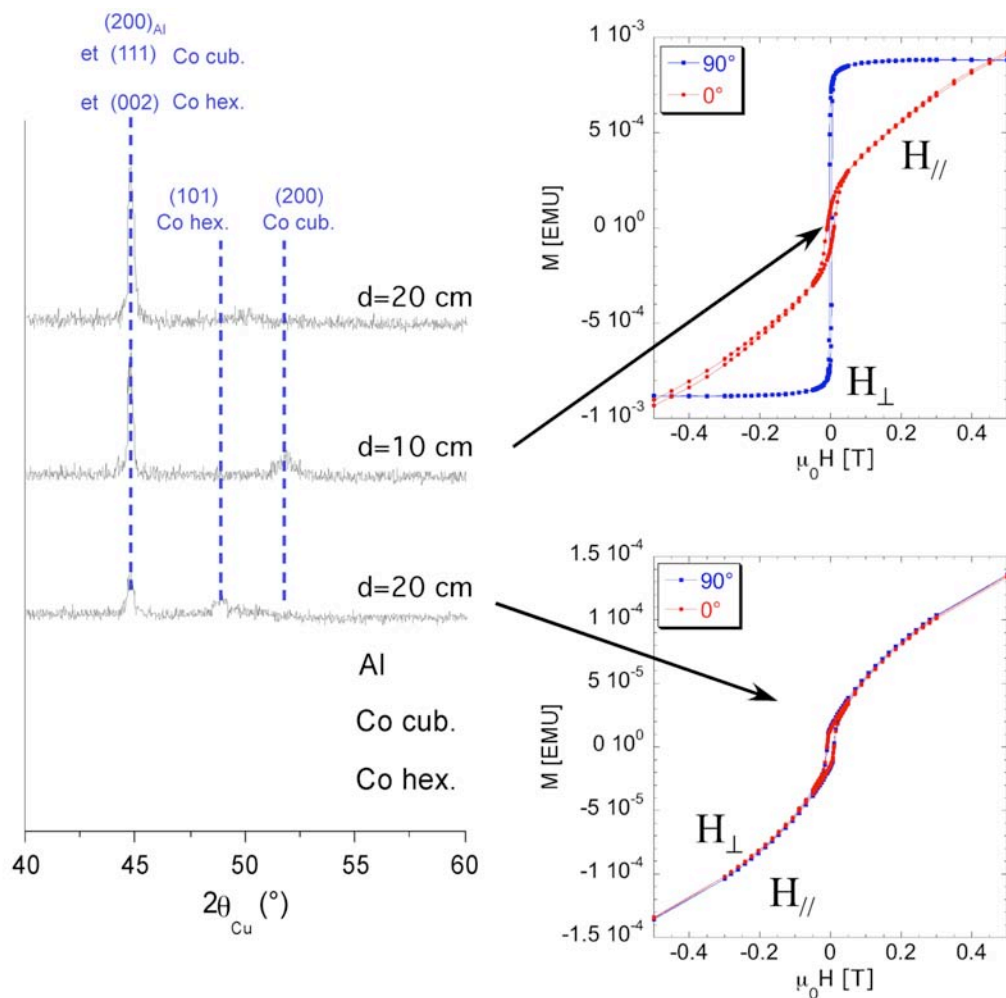 (200)Al
et (111) Co cub.
et (002) Co hex.
(101)
Co hex.
(200)
Co cub.
d=20 cm
d=10 cm
d=20 cm
Al
Co cub.
Co hex.
40 45 50 55 60
2θCu (°)
90°
0°
H//
H⊥
M [EMU]
1 10-3
5 10-4
0 100
-5 10-4
-1 10-3
-0.4 -0.2 0 0.2 0.4
μ0H [T]
90°
0°
H⊥
H//
M [EMU]
1.5 10-4
1 10-4
5 10-5
0 100
-5 10-5
-1 10-4
-1.5 10-4
-0.4 -0.2 0 0.2 0.4
μ0H [T]